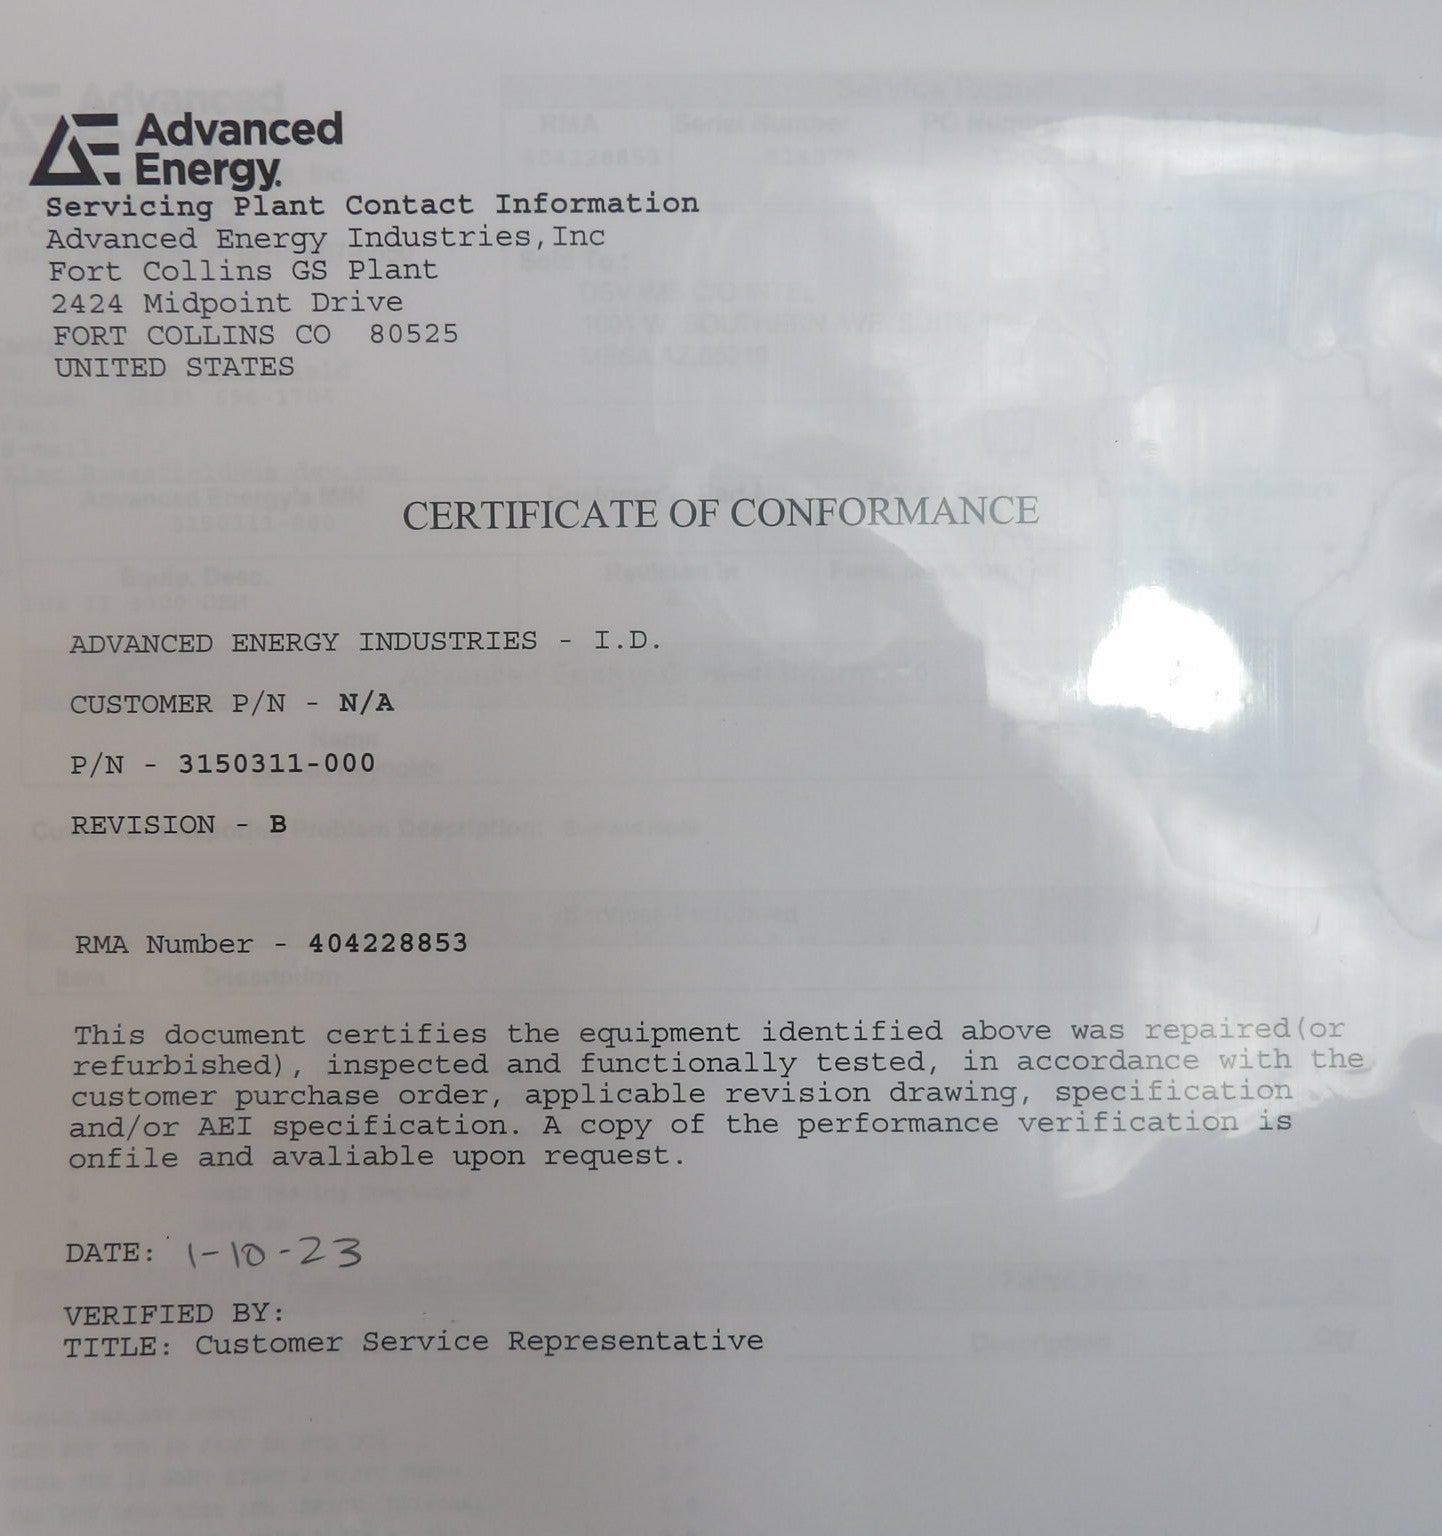 Advanced
Energy.
Servicing Plant Contact Information
Advanced Energy Industries,Inc
Fort Collins GS Plant
2424 Midpoint Drive
FORT COLLINS CO 80525
UNITED STATES
CERTIFICATE OF CONFORMANCE
ADVANCED ENERGY INDUSTRIES - I.D.
CUSTOMER P/N - N/A
P/N - 3150311-000
REVISION - B
RMA Number - 404228853
This document certifies the equipment identified above was repaired(or
refurbished), inspected and functionally tested, in accordance with the
customer purchase order, applicable revision drawing, specification
and/or AEI specification. A copy of the performance verification is
onfile and avaliable upon request.
DATE: 1-10-23
VERIFIED BY:
TITLE: Customer Service Representative